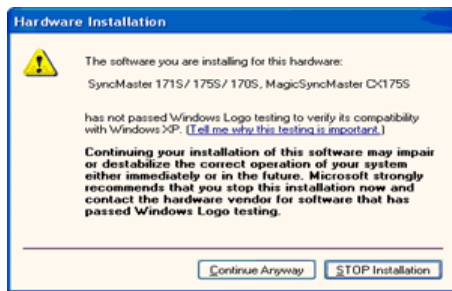 Hardware Installation
The software you are installing for this hardware:
SyncMaster 171S/ 175S/ 170S, MagicSyncMaster CX175S
has not passed Windows Logo testing to verify its compatibility
with Windows XP. (Tell me why this testing is important.)
Continuing your installation of this software may impair
or destabilize the correct operation of your system
either immediately or in the future. Microsoft strongly
recommends that you stop this installation now and
contact the hardware vendor for software that has
passed Windows Logo testing.
Continue Anyway
STOP Installation